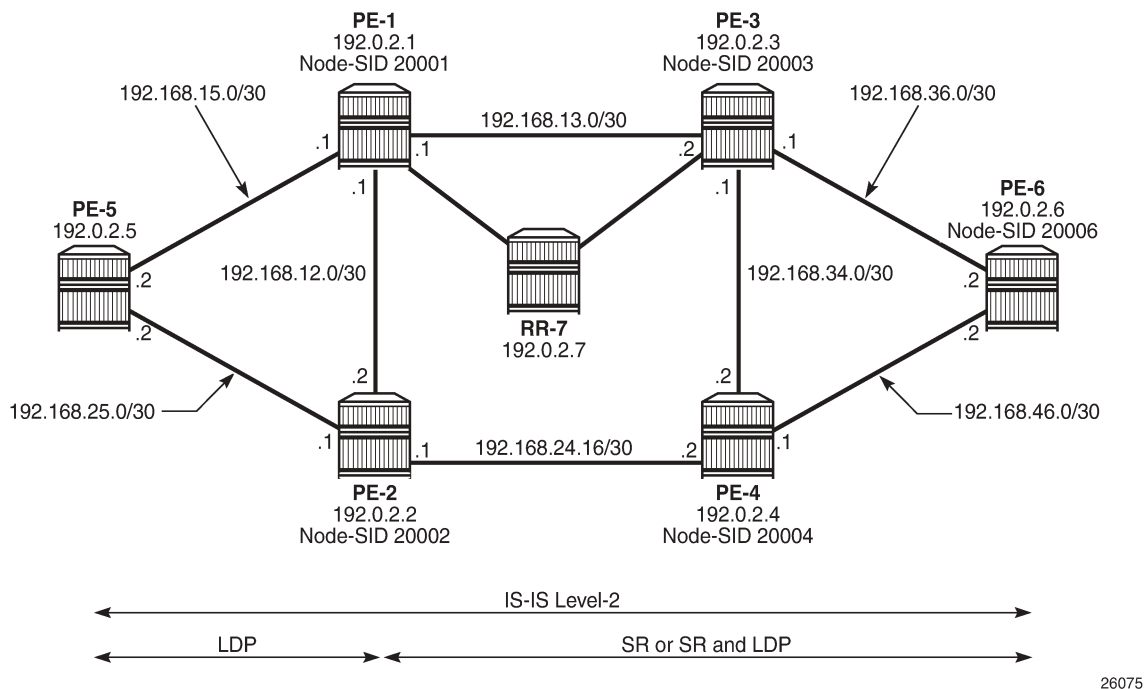 PE-1
192.0.2.1
Node-SID 20001
PE-3
192.0.2.3
Node-SID 20003
192.168.15.0/30
192.168.36.0/30
192.168.13.0/30
.1
.1
.2
.1
.1
.1
PE-5
192.0.2.5
PE-6
192.0.2.6
Node-SID 20006
192.168.12.0/30
192.168.34.0/30
.2
.2
RR-7
192.0.2.7
.2
.2
.2
.2
192.168.25.0/30
192.168.46.0/30
.1
.1
192.168.24.16/30
.2
.1
PE-2
192.0.2.2
Node-SID 20002
PE-4
192.0.2.4
Node-SID 20004
IS-IS Level-2
LDP
SR or SR and LDP
26075